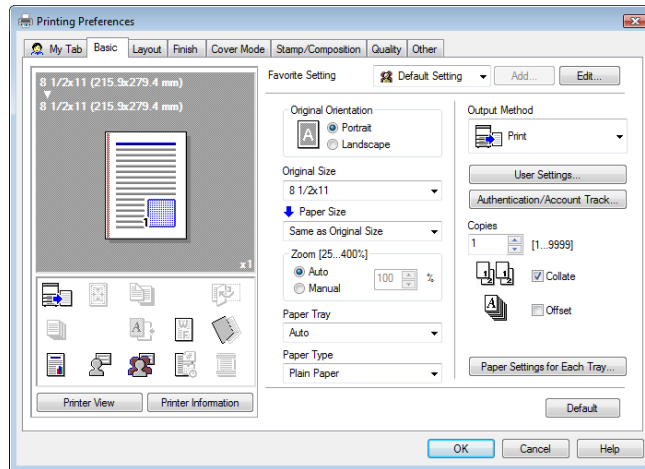 Printing Preferences
My Tab Basic Layout Finish Cover Mode Stamp/Composition Quality Other
8 1/2x11 (215.9x279.4 mm)
8 1/2x11 (215.9x279.4 mm)
1
x1
Printer View Printer Information
Favorite Setting Default Setting Add... Edit...
Original Orientation
A
Portrait
Landscape
Original Size
8 1/2x11
Paper Size
Same as Original Size
Zoom [25...400%]
Auto
Manual
100 %
Paper Tray
Auto
Paper Type
Plain Paper
Output Method
Print
User Settings...
Authentication/Account Track...
Copies
1 [1...9999]
Collate
Offset
Paper Settings for Each Tray...
Default
OK Cancel Help